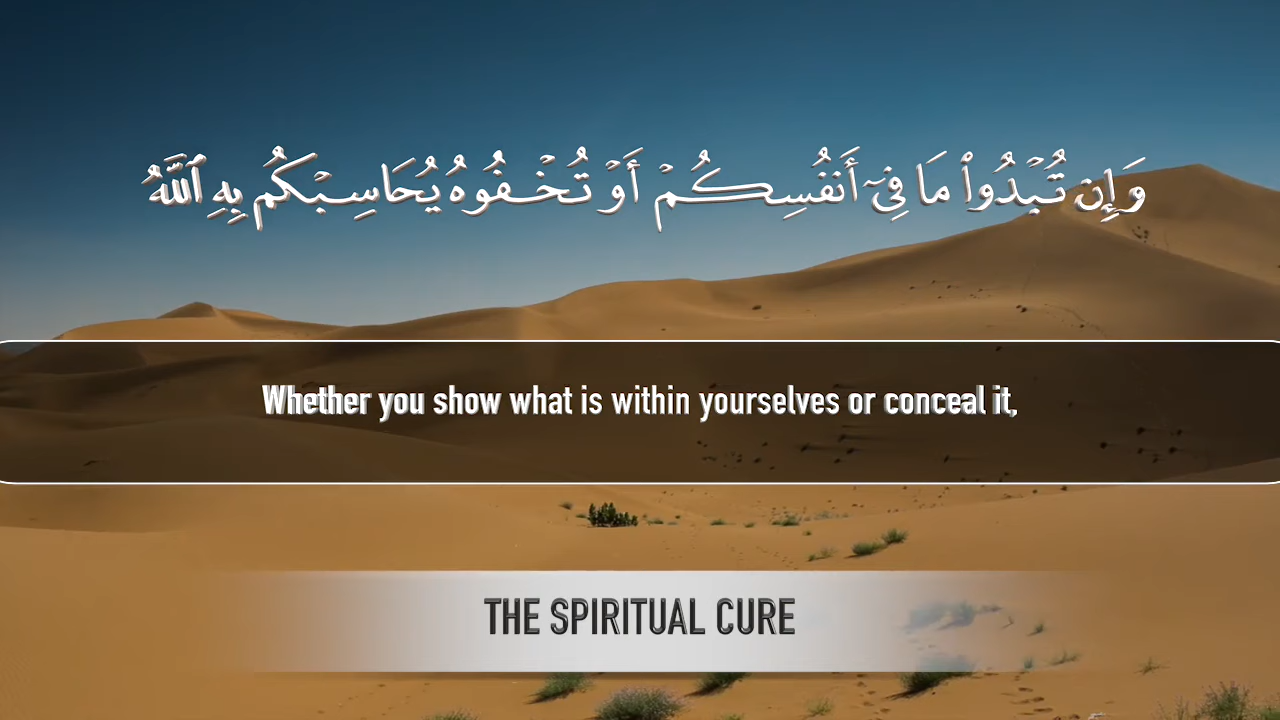 وَإِن تُبْدُوا۟ مَا فِىٓ أَنفُسِكُمْ أَوْ تُخْفُوهُ يُحَاسِبْكُم بِهِ ٱللَّهُ
Whether you show what is within yourselves or conceal it,
THE SPIRITUAL CURE